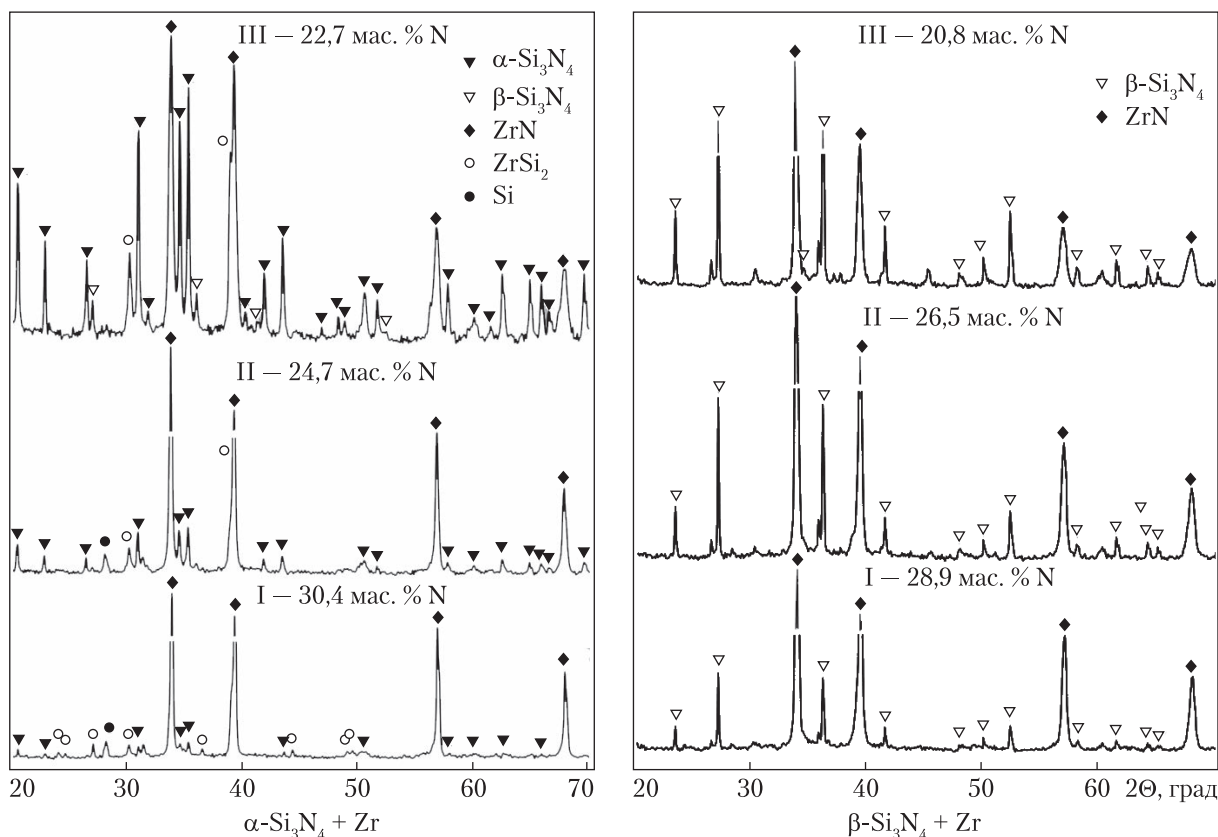 III – 22,7 мас. % N
α-Si₃N₄
β-Si₃N₄
ZrN
ZrSi₂
Si
II – 24,7 мас. % N
I – 30,4 мас. % N
20 30 40 50 60 70
α-Si₃N₄ + Zr
III – 20,8 мас. % N
β-Si₃N₄
ZrN
II – 26,5 мас. % N
I – 28,9 мас. % N
20 30 40 50 60 2Θ, град
β-Si₃N₄ + Zr